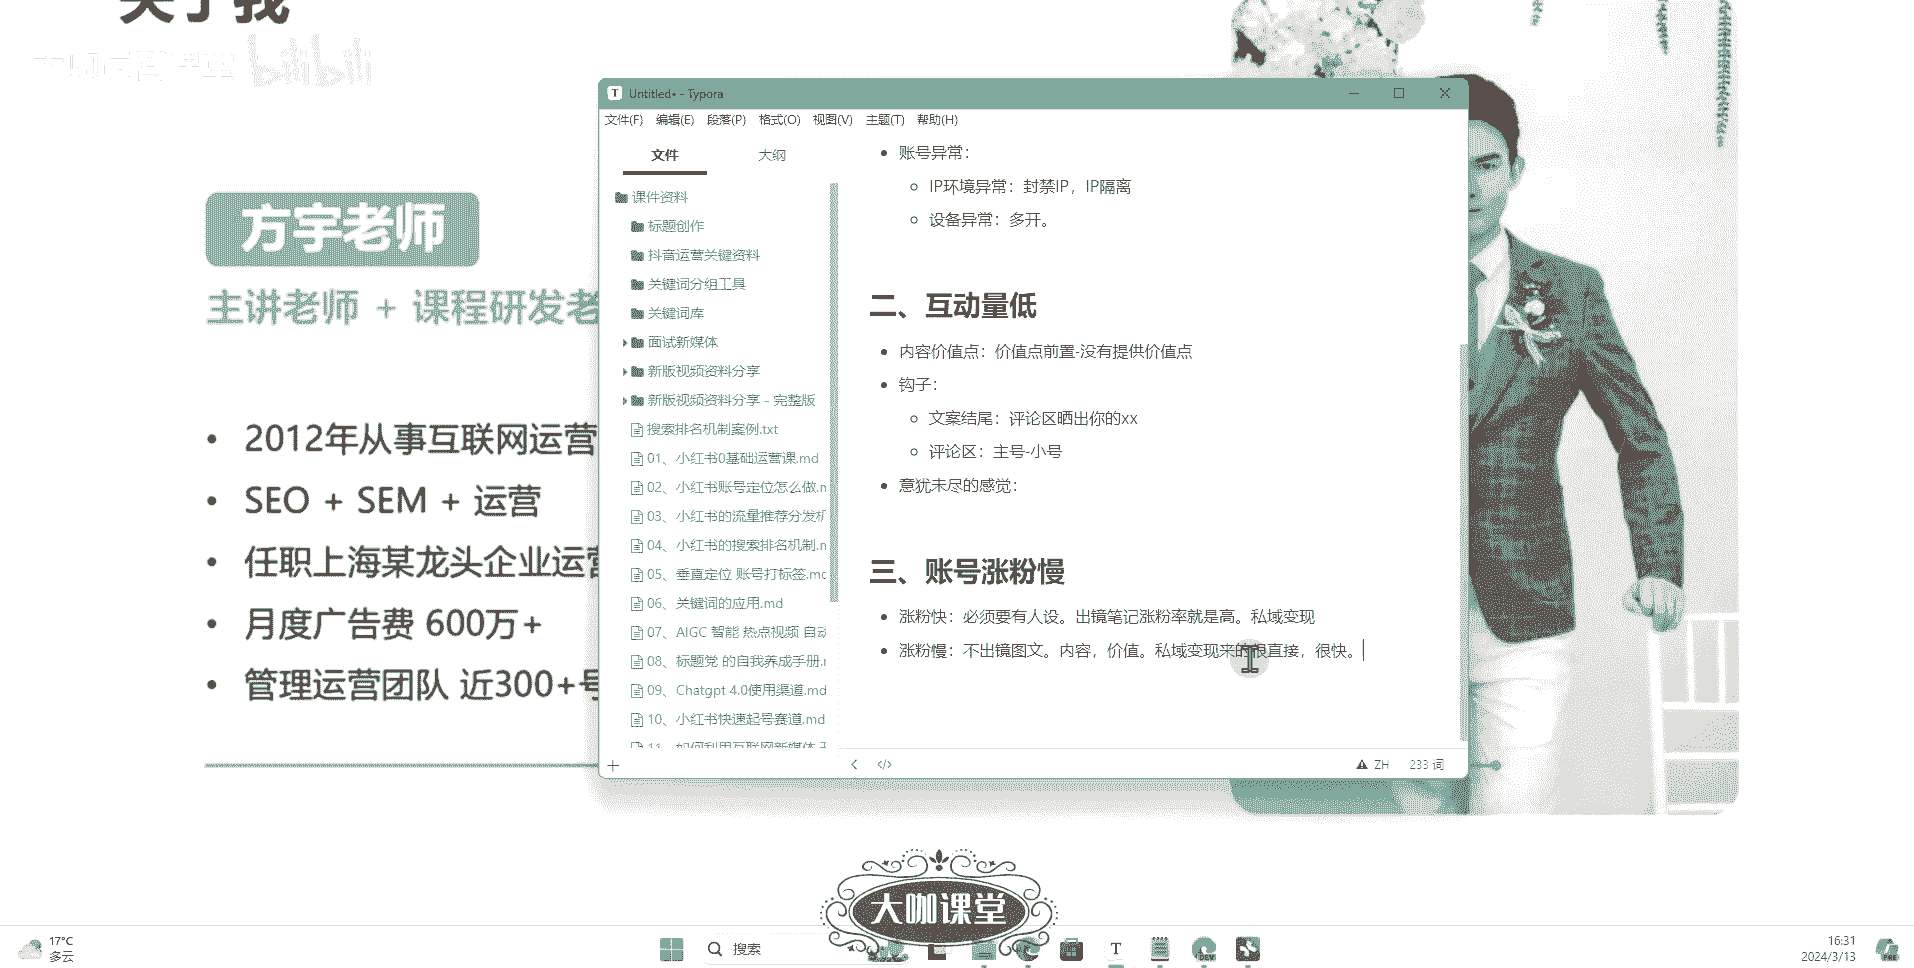 关于我
bilibili
方宇老师
主讲老师 + 课程研发老
2012年从事互联网运营
SEO + SEM + 运营
任职上海某龙头企业运营
月度广告费 600万+
管理运营团队 近300+号
Untitled• - Typora
文件(F) 编辑(E) 段落(P) 格式(O) 视图(V) 主题(T) 帮助(H)
文件 大纲
课件资料
标题创作
抖音运营关键资料
关键词分组工具
关键词库
面试新媒体
新版视频资料分享
新版视频资料分享 - 完整版
搜索排名机制案例.txt
01、小红书0基础运营课.md
02、小红书账号定位怎么做.m
03、小红书的流量推荐分发机
04、小红书的搜索排名机制.m
05、垂直定位 账号打标签.md
06、关键词的应用.md
07、AIGC 智能 热点视频 自动
08、标题党 的自我养成手册.m
09、Chatgpt 4.0使用渠道.md
10、小红书快速起号赛道.md
11、如何利用互联网新媒体
账号异常：
IP环境异常：封禁IP，IP隔离
设备异常：多开。
二、互动量低
内容价值点：价值点前置-没有提供价值点
钩子：
文案结尾：评论区晒出你的xx
评论区：主号-小号
意犹未尽的感觉：
三、账号涨粉慢
涨粉快：必须要有人设。出镜笔记涨粉率就是高。私域变现
涨粉慢：不出镜图文。内容，价值。私域变现来的很直接，很快。
ZH 233 词
大咖课堂
17°C
多云
搜索
T
DEV
16:31
2024/3/13
PRE